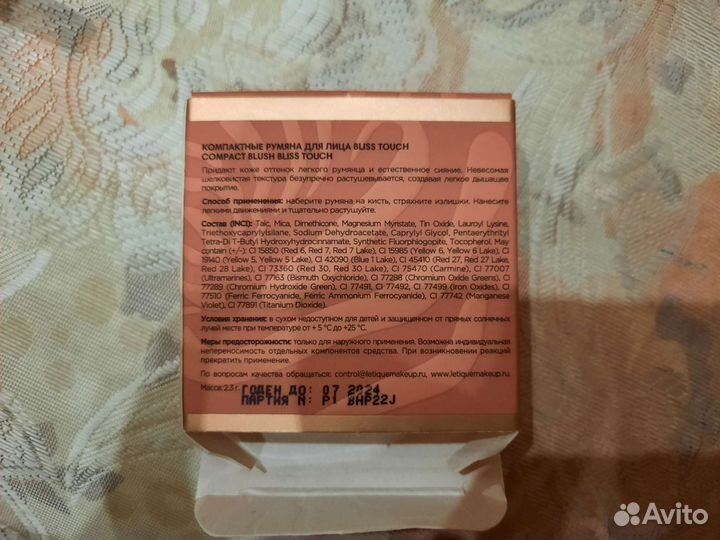 КОМПАКТНЫЕ РУМЯНА ДЛЯ ЛИЦА BLISS TOUCH
COMPACT BLUSH BLISS TOUCH
Придают коже оттенок легкого румянца и естественное сияние. Невесомая
шелковистая текстура безупречно растушевывается, создавая легкое дышащее
покрытие.
Способ применения: наберите румяна на кисть, стряхните излишки. Нанесите
легкими движениями и тщательно растушуйте.
Состав (INCI): Talc, Mica, Dimethicone, Magnesium Myristate, Tin Oxide, Lauroyl Lysine,
Triethoxycaprylylsilane, Sodium Dehydroacetate, Caprylyl Glycol, Pentaerythrityl
Tetra-Di T-Butyl Hydroxyhydrocinnamate, Synthetic Fluorphlogopite, Tocopherol. May
contain (+/-): CI 15850 (Red 6, Red 7, Red 7 Lake), CI 15985 (Yellow 6, Yellow 6 Lake), CI
19140 (Yellow 5, Yellow 5 Lake), CI 42090 (Blue 1 Lake), CI 45410 (Red 27, Red 27 Lake,
Red 28 Lake), CI 73360 (Red 30, Red 30 Lake), CI 75470 (Carmine), CI 77007
(Ultramarines), CI 77163 (Bismuth Oxychloride), CI 77288 (Chromium Oxide Greens), CI
77289 (Chromium Hydroxide Green), CI 77491, CI 77492, CI 77499 (Iron Oxides), CI
77510 (Ferric Ferrocyanide, Ferric Ammonium Ferrocyanide), CI 77742 (Manganese
Violet), CI 77891 (Titanium Dioxide).
Условия хранения: в сухом недоступном для детей и защищенном от прямых солнечных
лучей месте при температуре от + 5 °C до +25 °C.
Меры предосторожности: только для наружного применения. Возможна индивидуальная
непереносимость отдельных компонентов средства. При возникновении реакций
прекратить применение.
По вопросам качества обращаться: control@letiquemakeup.ru, www.letiquemakeup.ru.
Масса: 2.3 г
ГОДЕН ДО: 07 2024
ПАРТИЯ N: P1 BHP22J
Avito